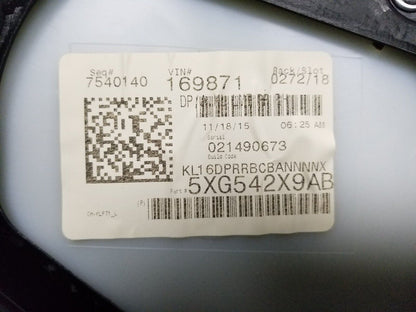 Seq# VIN# Rack/Slot
7540140 169871 0272/18
DP/
11/18/15 06:25 AM
Serial
021490673
Build Code
KL16DPRRBCBANNNNX
Part #
5XG542X9AB
(P)